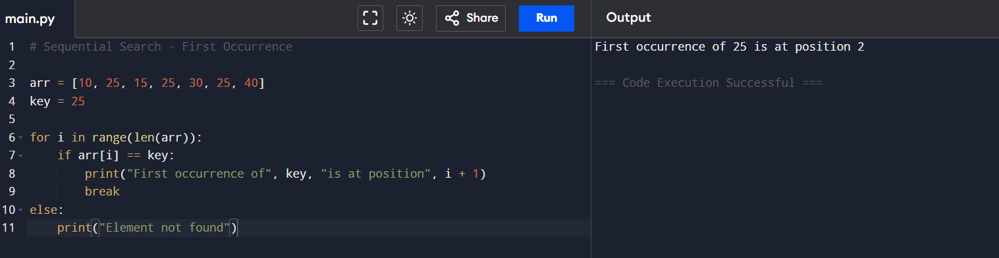 main.py
Share
Run
Output
1 # Sequential Search - First Occurrence
2
3 arr = [10, 25, 15, 25, 30, 25, 40]
4 key = 25
5
6 for i in range(len(arr)):
7     if arr[i] == key:
8         print("First occurrence of", key, "is at position", i + 1)
9         break
10 else:
11     print("Element not found")
First occurrence of 25 is at position 2
=== Code Execution Successful ===